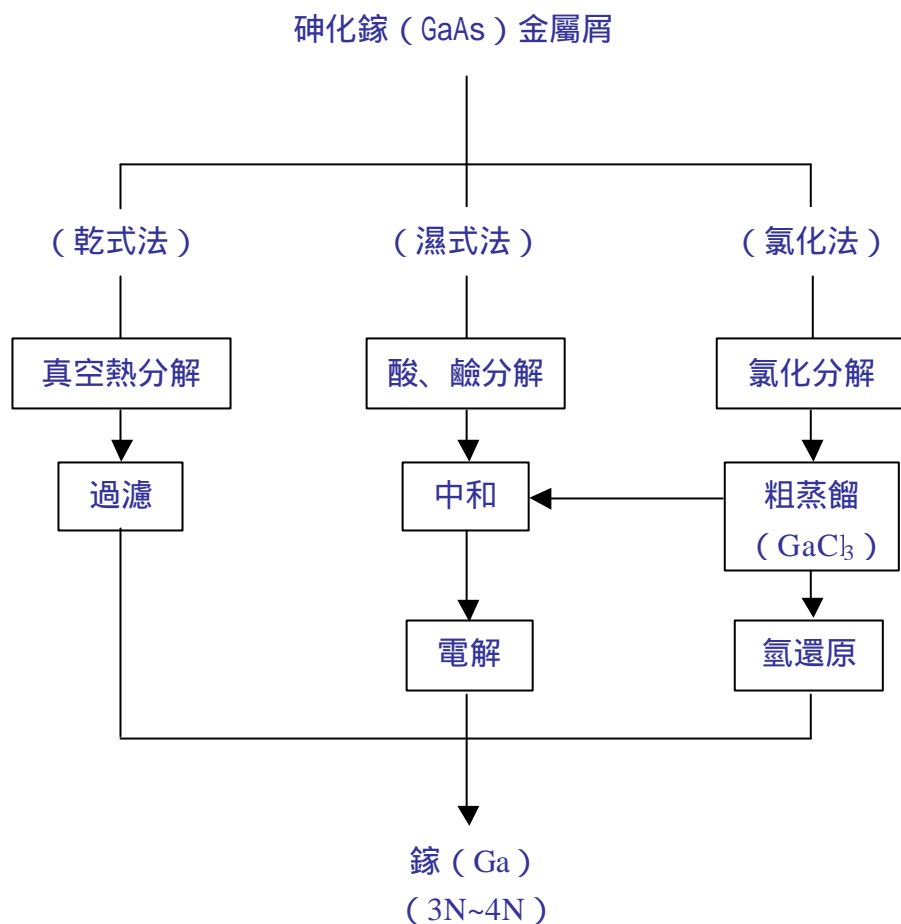 砷化鎵（GaAs）金屬屑
（乾式法）
（濕式法）
（氯化法）
真空熱分解
酸、鹼分解
氯化分解
過濾
中和
粗蒸餾
（GaCl₃）
電解
氫還原
鎵（Ga）
（3N~4N）